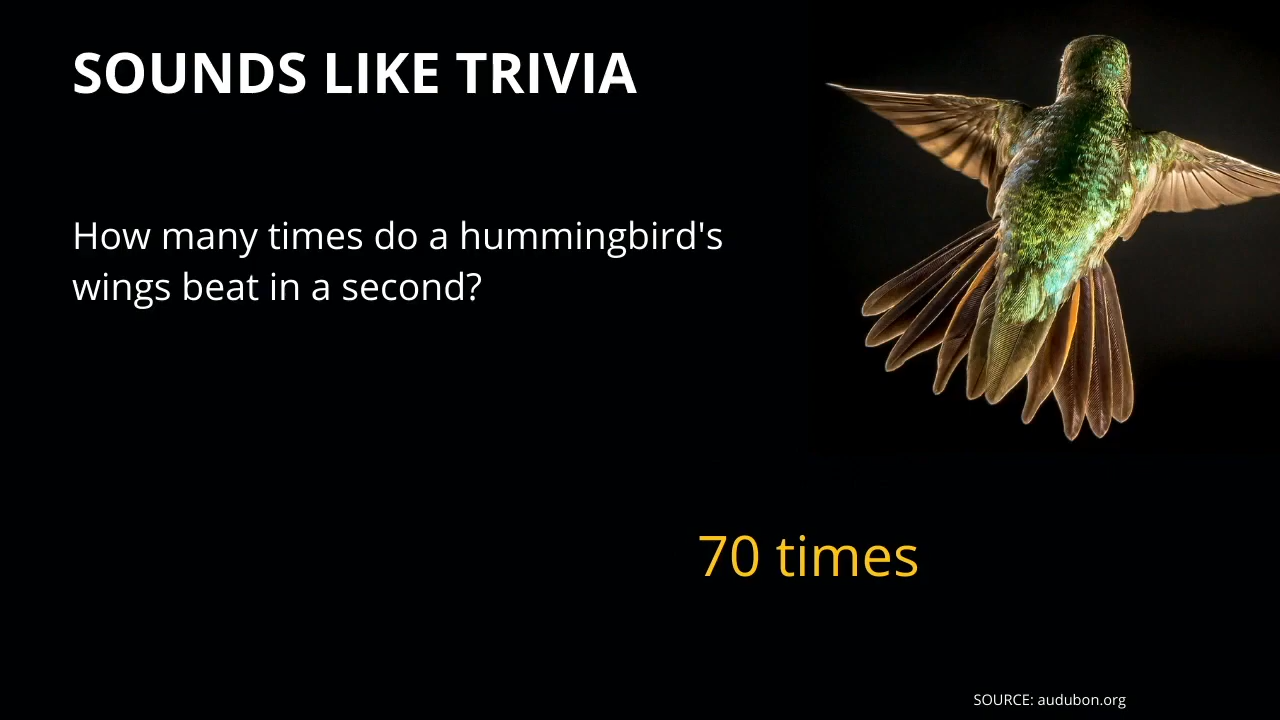 SOUNDS LIKE TRIVIA
How many times do a hummingbird's
wings beat in a second?
70 times
SOURCE: audubon.org